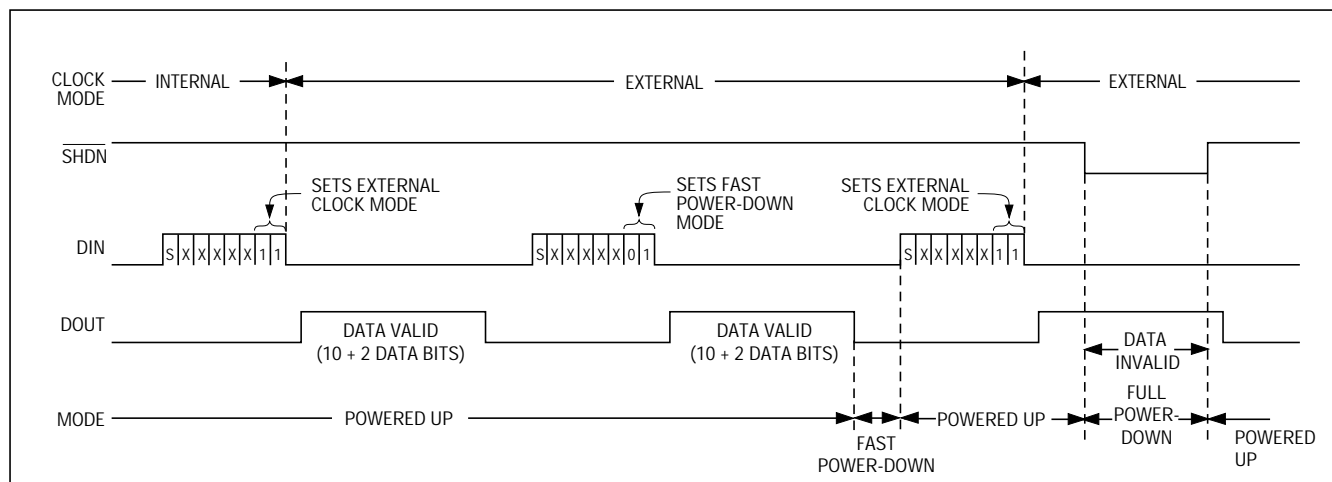 CLOCK
MODE
INTERNAL
EXTERNAL
EXTERNAL
SHDN
SETS EXTERNAL
CLOCK MODE
SETS FAST
POWER-DOWN
MODE
SETS EXTERNAL
CLOCK MODE
DIN
S X X X X X 1 1
S X X X X X 0 1
S X X X X X 1 1
DOUT
DATA VALID
(10 + 2 DATA BITS)
DATA VALID
(10 + 2 DATA BITS)
DATA
INVALID
MODE
POWERED UP
FAST
POWER-DOWN
POWERED UP
FULL
POWER-
DOWN
POWERED
UP